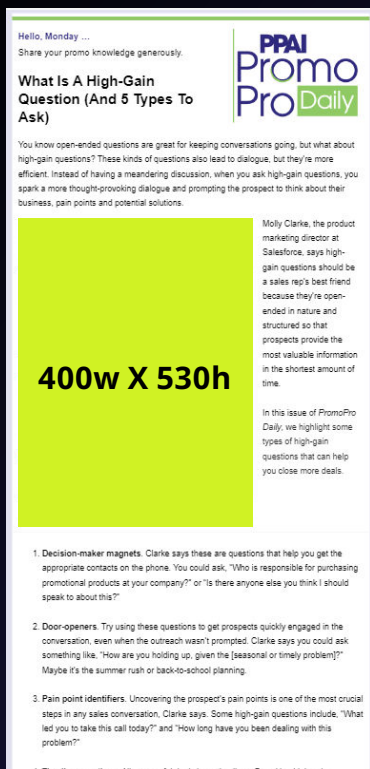 Hello, Monday ...
Share your promo knowledge generously.
PPAI
Promo
Pro Daily
What Is A High-Gain
Question (And 5 Types To
Ask)
You know open-ended questions are great for keeping conversations going, but what about
high-gain questions? These kinds of questions also lead to dialogue, but they're more
efficient. Instead of having a meandering discussion, when you ask high-gain questions, you
spark a more thought-provoking dialogue and prompting the prospect to think about their
business, pain points and potential solutions.
400w X 530h
Molly Clarke, the product
marketing director at
Salesforce, says high-
gain questions should be
a sales rep's best friend
because they're open-
ended in nature and
structured so that
prospects provide the
most valuable information
in the shortest amount of
time.
In this issue of PromoPro
Daily, we highlight some
types of high-gain
questions that can help
you close more deals.
1. Decision-maker magnets. Clarke says these are questions that help you get the
appropriate contacts on the phone. You could ask, "Who is responsible for purchasing
promotional products at your company?" or "Is there anyone else you think I should
speak to about this?"
2. Door-openers. Try using these questions to get prospects quickly engaged in the
conversation, even when the outreach wasn't prompted. Clarke says you could ask
something like, "How are you holding up, given the [seasonal or timely problem]?"
Maybe it's the summer rush or back-to-school planning.
3. Pain point identifiers. Uncovering the prospect's pain points is one of the most crucial
steps in any sales conversation, Clarke says. Some high-gain questions include, "What
led you to take this call today?" and "How long have you been dealing with this
problem?"